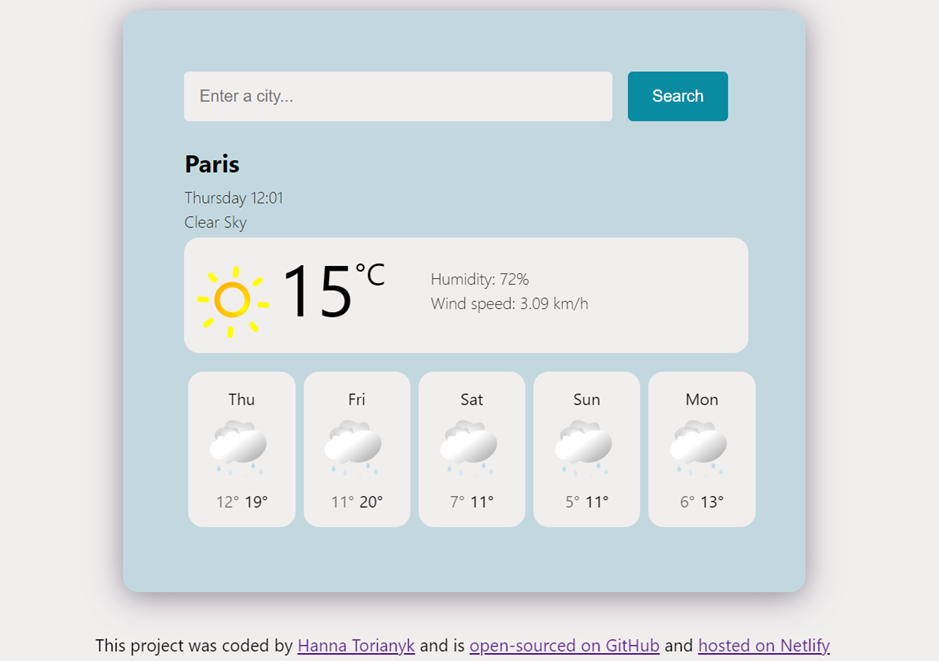 Enter a city...
Search
Paris
Thursday 12:01
Clear Sky
15°C
Humidity: 72%
Wind speed: 3.09 km/h
Thu Fri Sat Sun Mon
12° 19° 11° 20° 7° 11° 5° 11° 6° 13°
This project was coded by Hanna Torianyk and is open-sourced on GitHub and hosted on Netlify